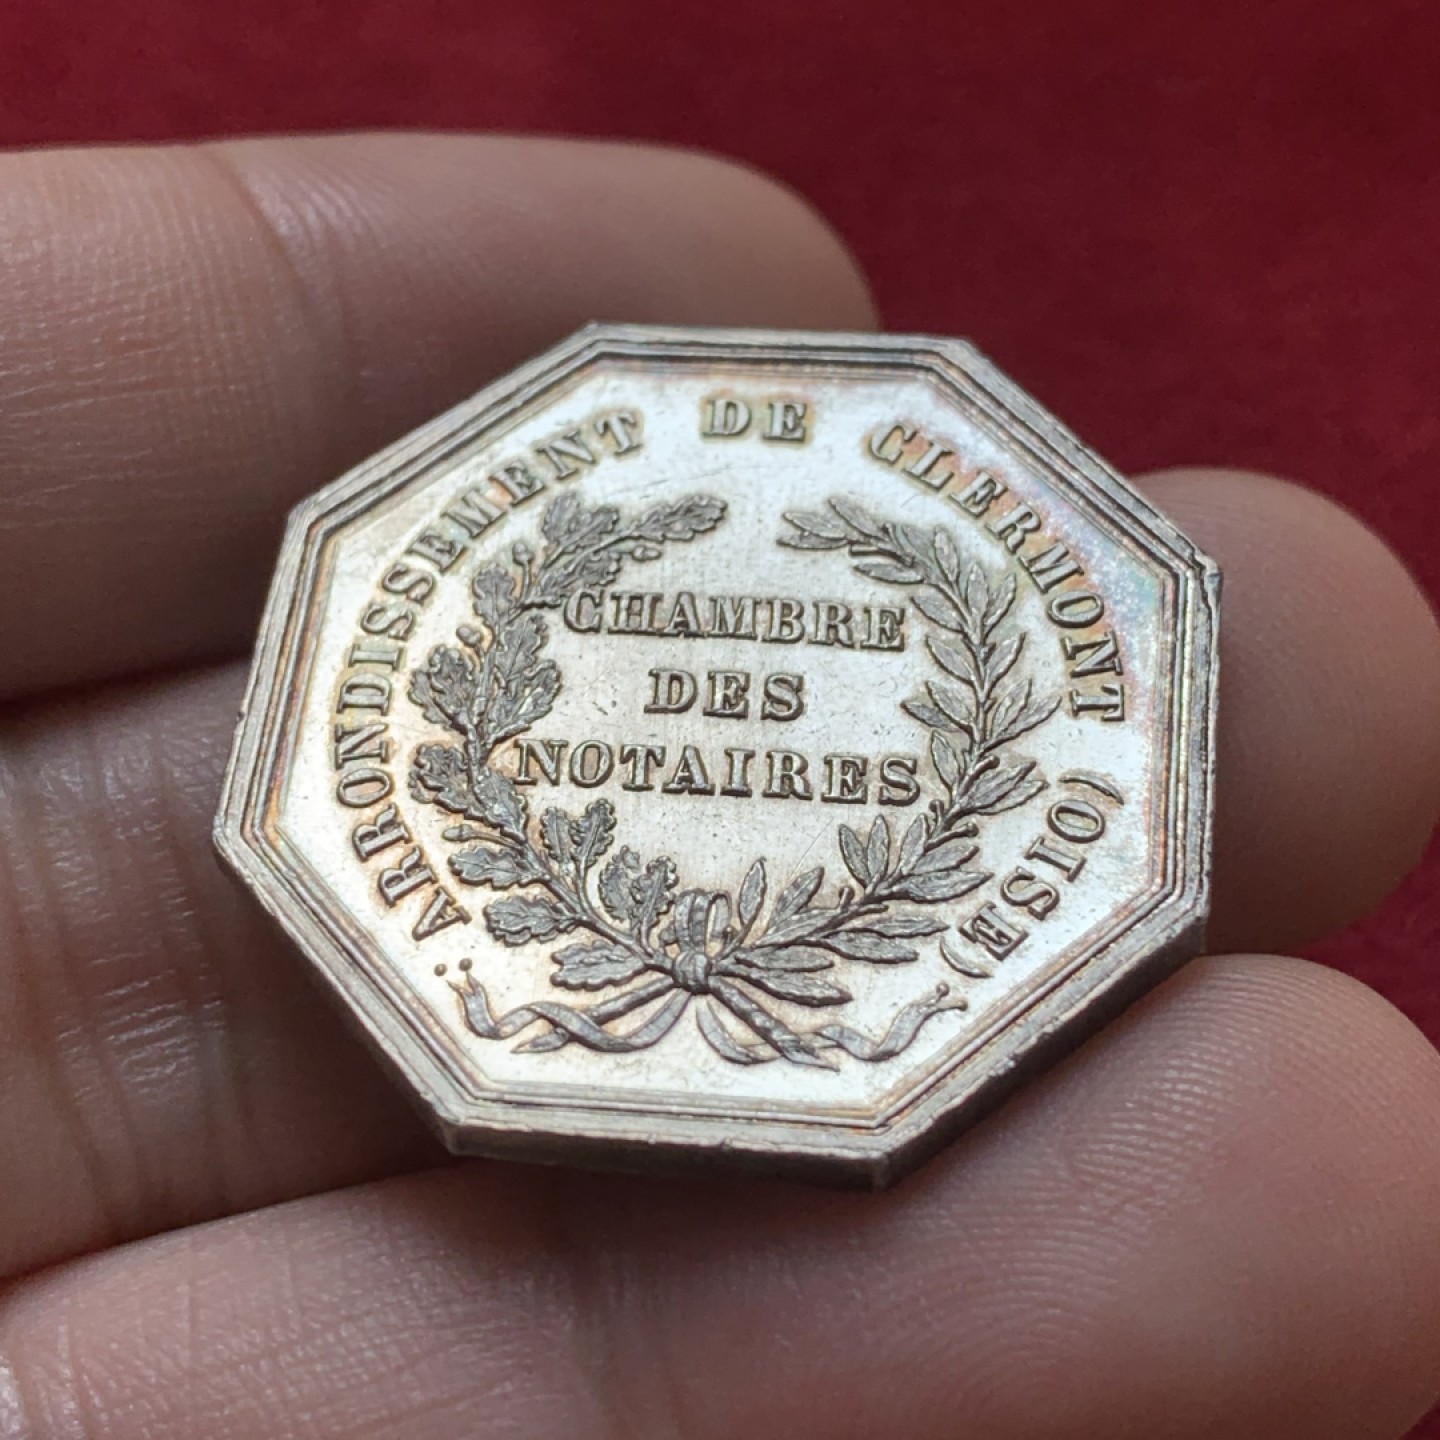 ARRONDISSEMENT DE CLERMONT (OISE)
CHAMBRE
DES
NOTAIRES